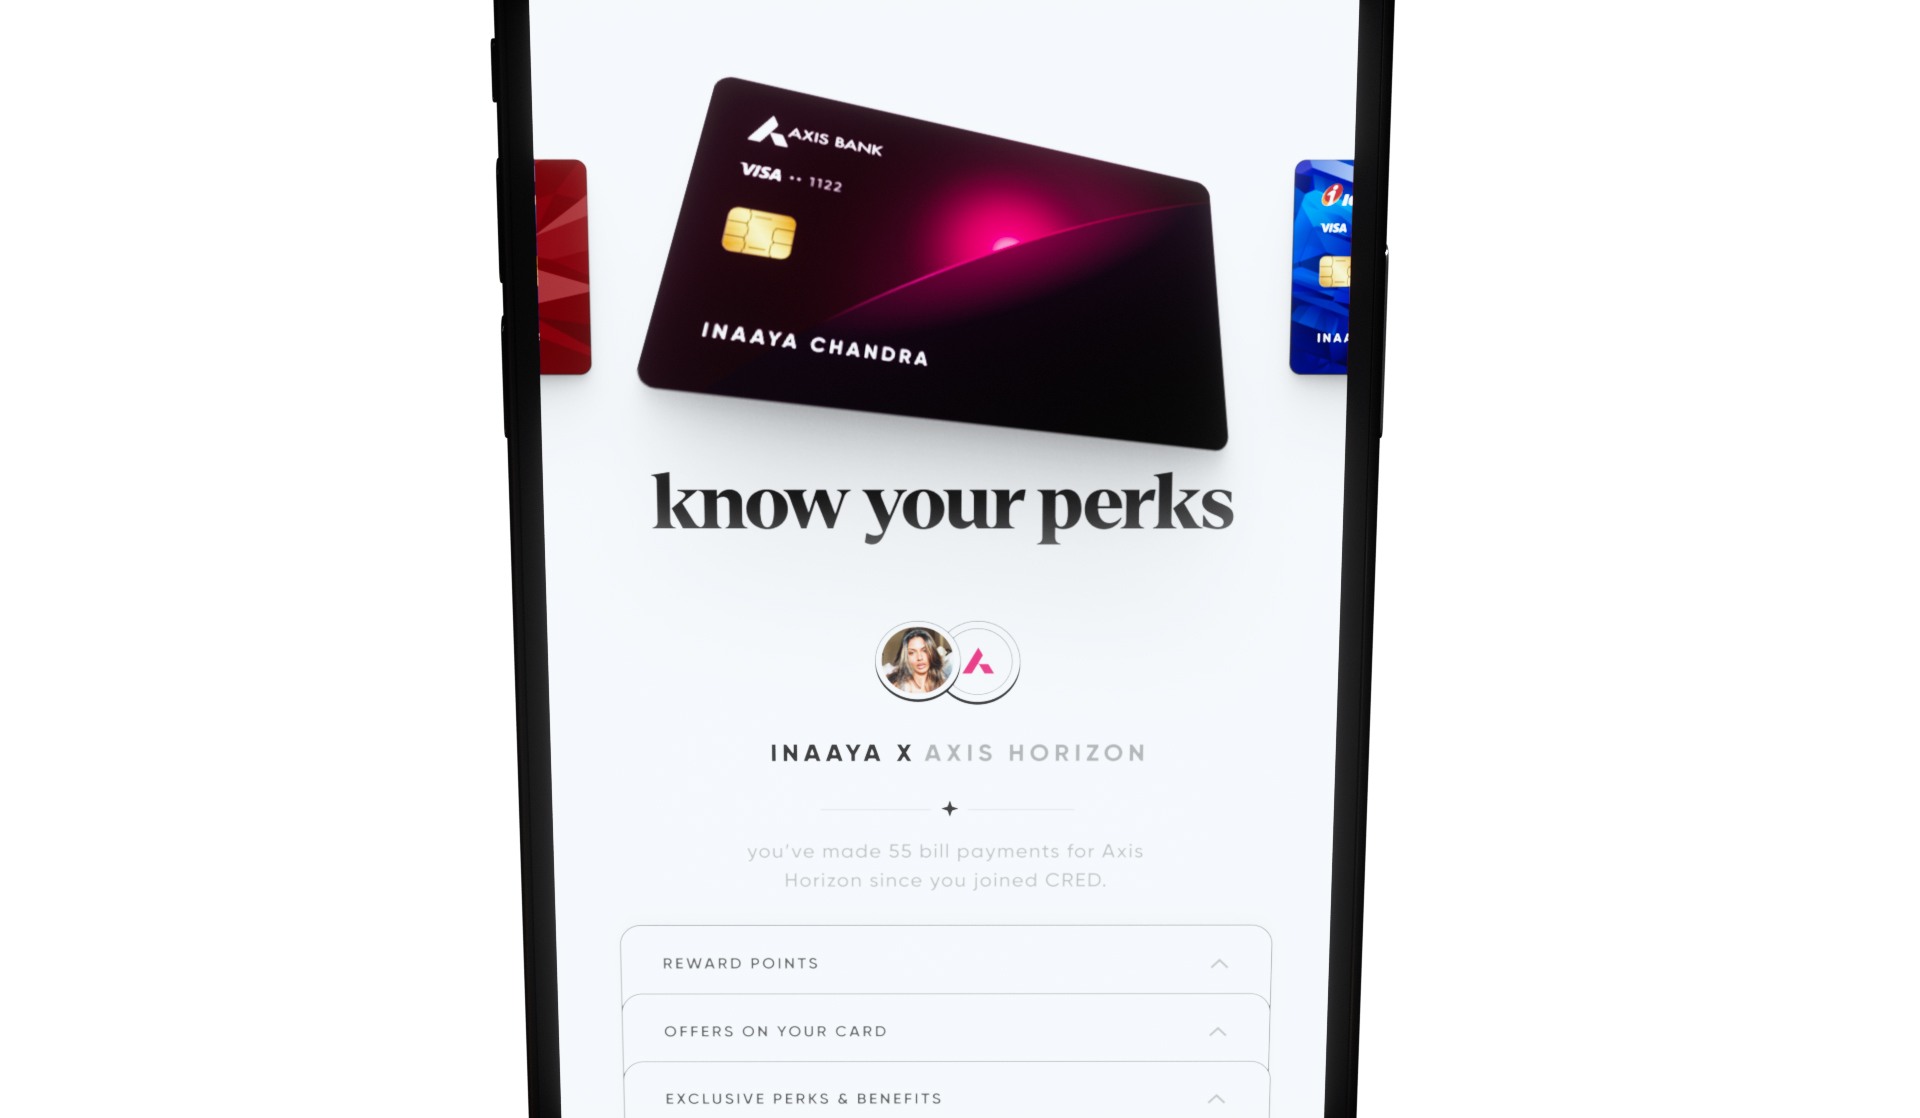 AXIS BANK
VISA •• 1122
INAAYA CHANDRA
VISA
know your perks
INAAYA X AXIS HORIZON
you've made 55 bill payments for Axis
Horizon since you joined CRED.
REWARD POINTS
OFFERS ON YOUR CARD
EXCLUSIVE PERKS & BENEFITS